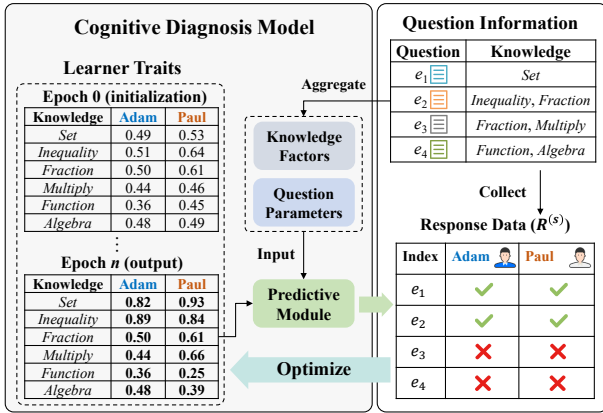 Cognitive Diagnosis Model
Learner Traits
Epoch 0 (initialization)
Knowledge Adam Paul
Set 0.49 0.53
Inequality 0.51 0.64
Fraction 0.50 0.61
Multiply 0.44 0.46
Function 0.36 0.45
Algebra 0.48 0.49
⋮
Epoch n (output)
Knowledge Adam Paul
Set 0.82 0.93
Inequality 0.89 0.84
Fraction 0.50 0.61
Multiply 0.44 0.66
Function 0.36 0.25
Algebra 0.48 0.39
Aggregate
Knowledge
Factors
Question
Parameters
Input
Predictive
Module
Optimize
Question Information
Question Knowledge
e₁ Set
e₂ Inequality, Fraction
e₃ Fraction, Multiply
e₄ Function, Algebra
Collect
Response Data (R⁽ˢ⁾)
Index Adam Paul
e₁ ✓ ✓
e₂ ✓ ✓
e₃ ✗ ✗
e₄ ✗ ✗